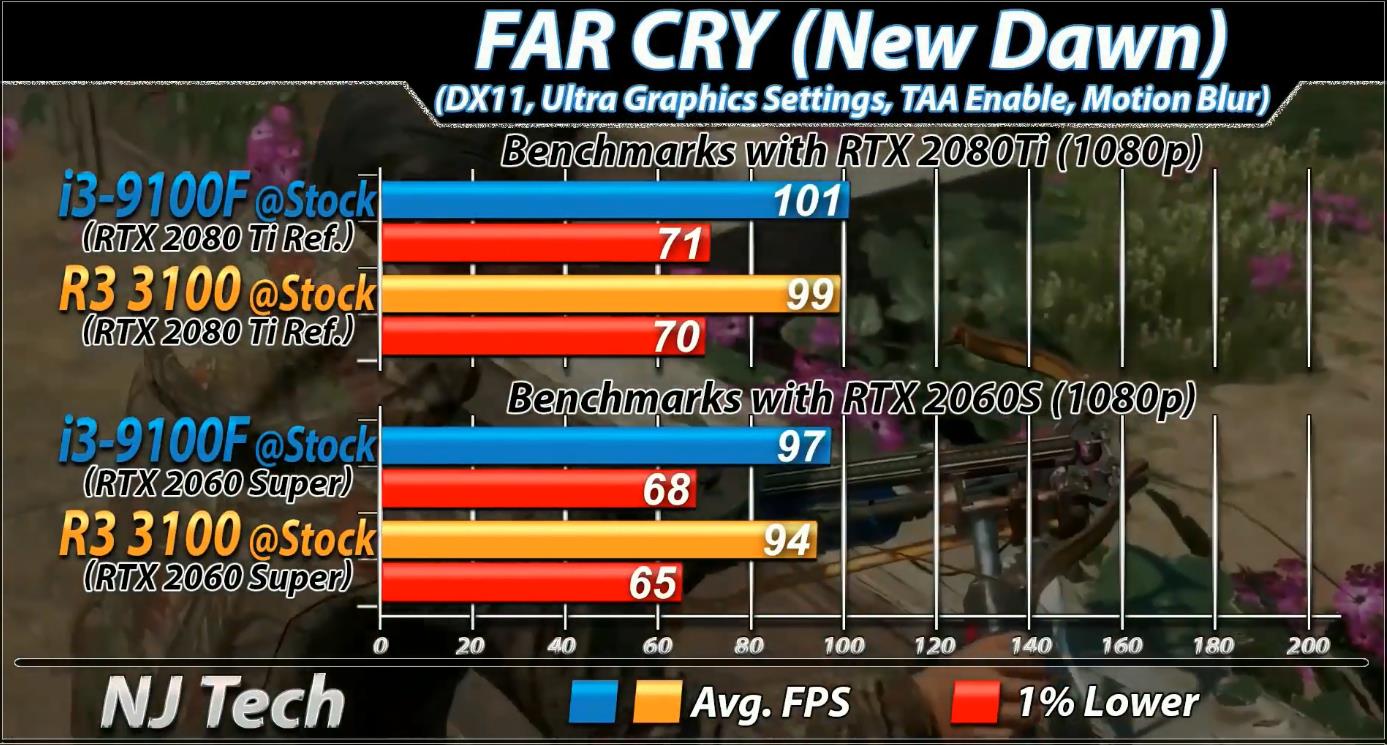 FAR CRY (New Dawn)
(DX11, Ultra Graphics Settings, TAA Enable, Motion Blur)
Benchmarks with RTX 2080Ti (1080p)
i3-9100F @Stock
(RTX 2080 Ti Ref.)
101
71
R3 3100 @Stock
(RTX 2080 Ti Ref.)
99
70
Benchmarks with RTX 2060S (1080p)
i3-9100F @Stock
(RTX 2060 Super)
97
68
R3 3100 @Stock
(RTX 2060 Super)
94
65
0 20 40 60 80 100 120 140 160 180 200
NJ Tech
Avg. FPS
1% Lower